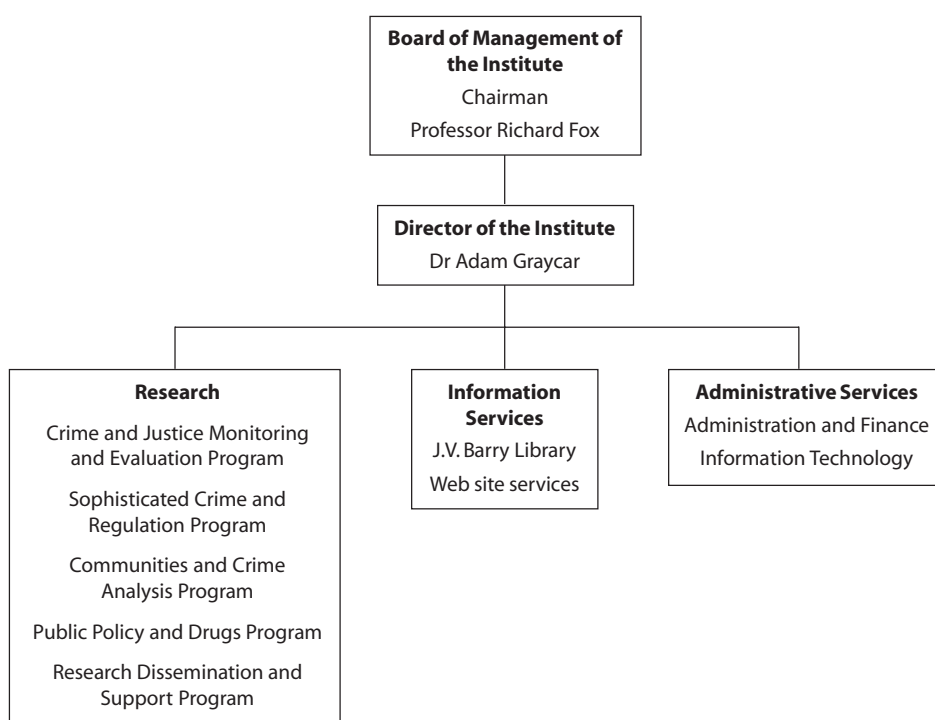 Board of Management of
the Institute
Chairman
Professor Richard Fox
Director of the Institute
Dr Adam Graycar
Research
Crime and Justice Monitoring
and Evaluation Program
Sophisticated Crime and
Regulation Program
Communities and Crime
Analysis Program
Public Policy and Drugs Program
Research Dissemination and
Support Program
Information
Services
J.V. Barry Library
Web site services
Administrative Services
Administration and Finance
Information Technology